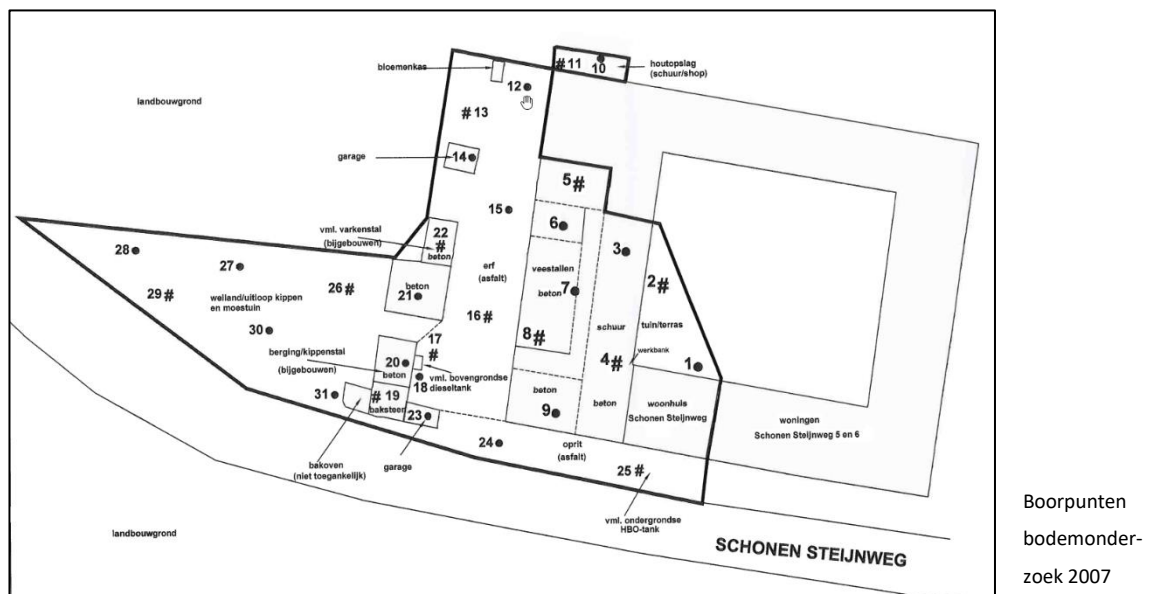 bloemenkas
houtopslag
(schuur/shop)
#11
10
12
landbouwgrond
#13
garage
14
5#
15
6
vml. varkenstal
(bijgebouwen)
22
#
beton
3
28
27
erf
(asfalt)
veestallen
2#
29#
weiland/uitloop kippen
en moestuin
26#
beton
21
beton
7
16#
30
17
#
8#
schuur
tuin/terras
berging/kippenstal
(bijgebouwen)
20
beton
4#
werkbank
1
18
vml. bovengrondse
dieseltank
beton
31
#
19
baksteen
23
9
beton
woonhuis
Schonen Steijnweg
woningen
Schonen Steijnweg 5 en 6
24
oprit
(asfalt)
bakoven
(niet toegankelijk)
garage
25#
vml. ondergrondse
HBO-tank
landbouwgrond
SCHONEN STEIJNWEG
Boorpunten
bodemonder-
zoek 2007